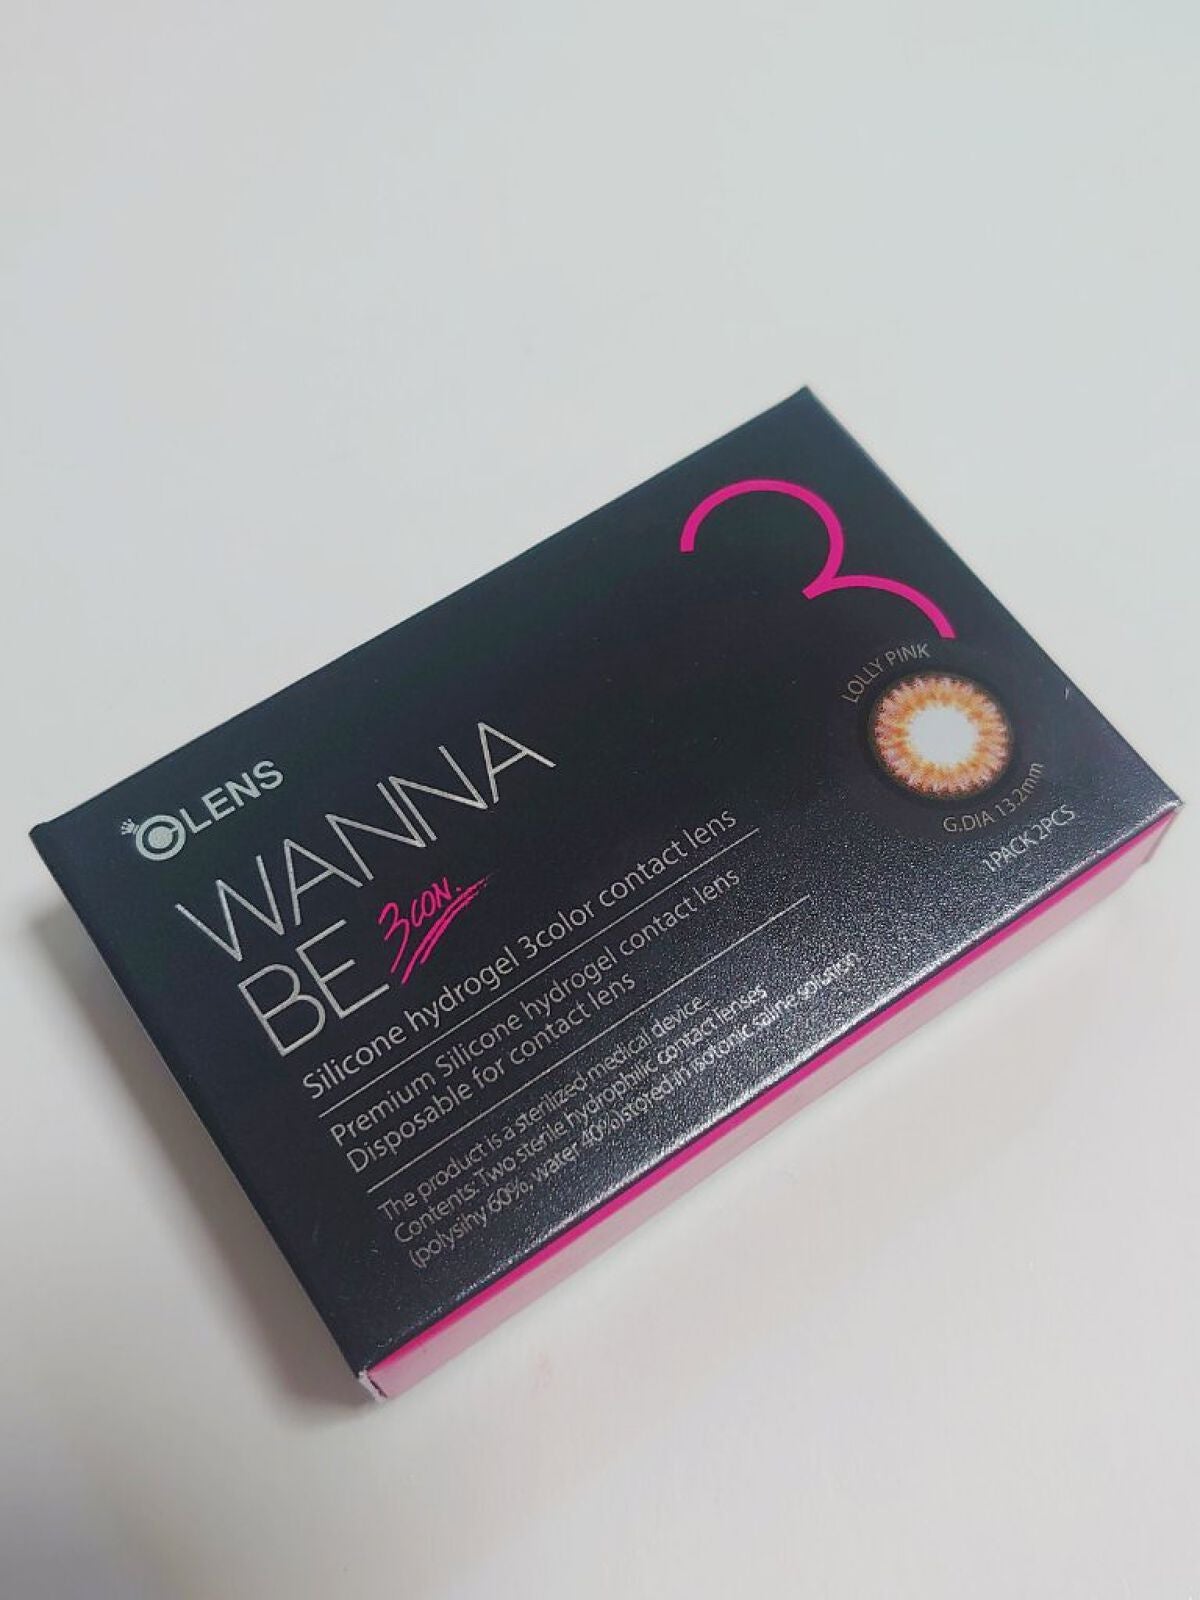 3
LOLLY PINK
G.DIA 13.2mm
1PACK 2PCS
OLENS
WANNA
BE 3CON.
Silicone hydrogel 3color contact lens
Premium Silicone hydrogel contact lens
Disposable for contact lens
The product is a sterilized medical device.
Contents: Two sterile hydrophilic contact lenses
(polysihy 60%, water 40%) stored in isotonic saline solution